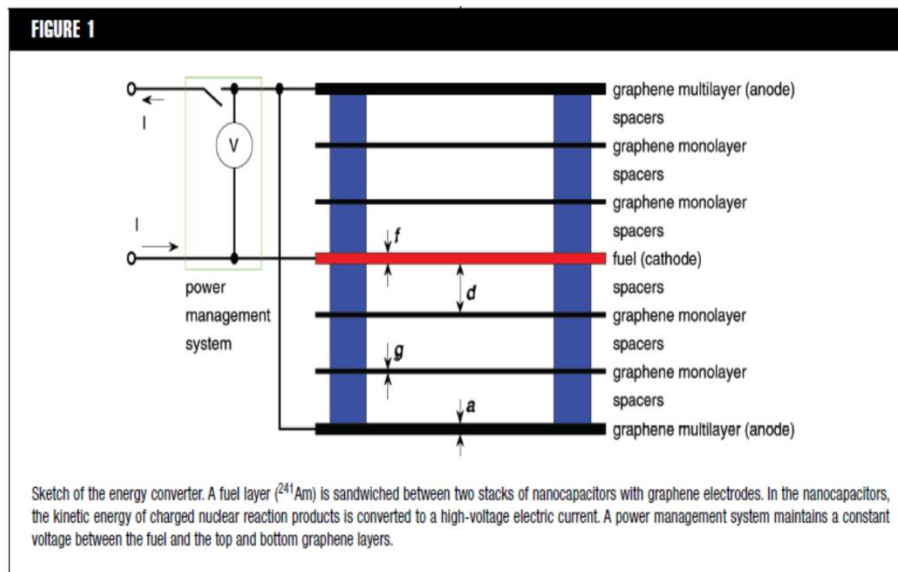 FIGURE 1
graphene multilayer (anode)
spacers
I
V
graphene monolayer
spacers
graphene monolayer
spacers
I
f
fuel (cathode)
d
spacers
power
management
system
graphene monolayer
spacers
g
graphene monolayer
spacers
a
graphene multilayer (anode)
Sketch of the energy converter. A fuel layer (²⁴¹Am) is sandwiched between two stacks of nanocapacitors with graphene electrodes. In the nanocapacitors,
the kinetic energy of charged nuclear reaction products is converted to a high-voltage electric current. A power management system maintains a constant
voltage between the fuel and the top and bottom graphene layers.